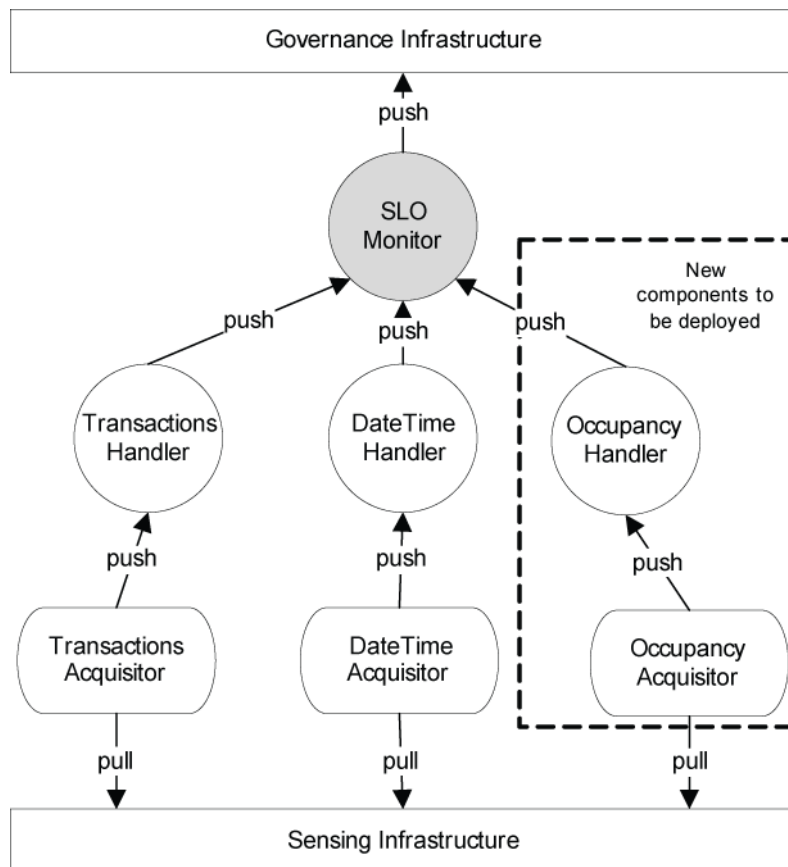 Governance Infrastructure
push
SLO
Monitor
New
components to
be deployed
push
push
push
Transactions
Handler
DateTime
Handler
Occupancy
Handler
push
push
push
Transactions
Acquisitor
DateTime
Acquisitor
Occupancy
Acquisitor
pull
pull
pull
Sensing Infrastructure